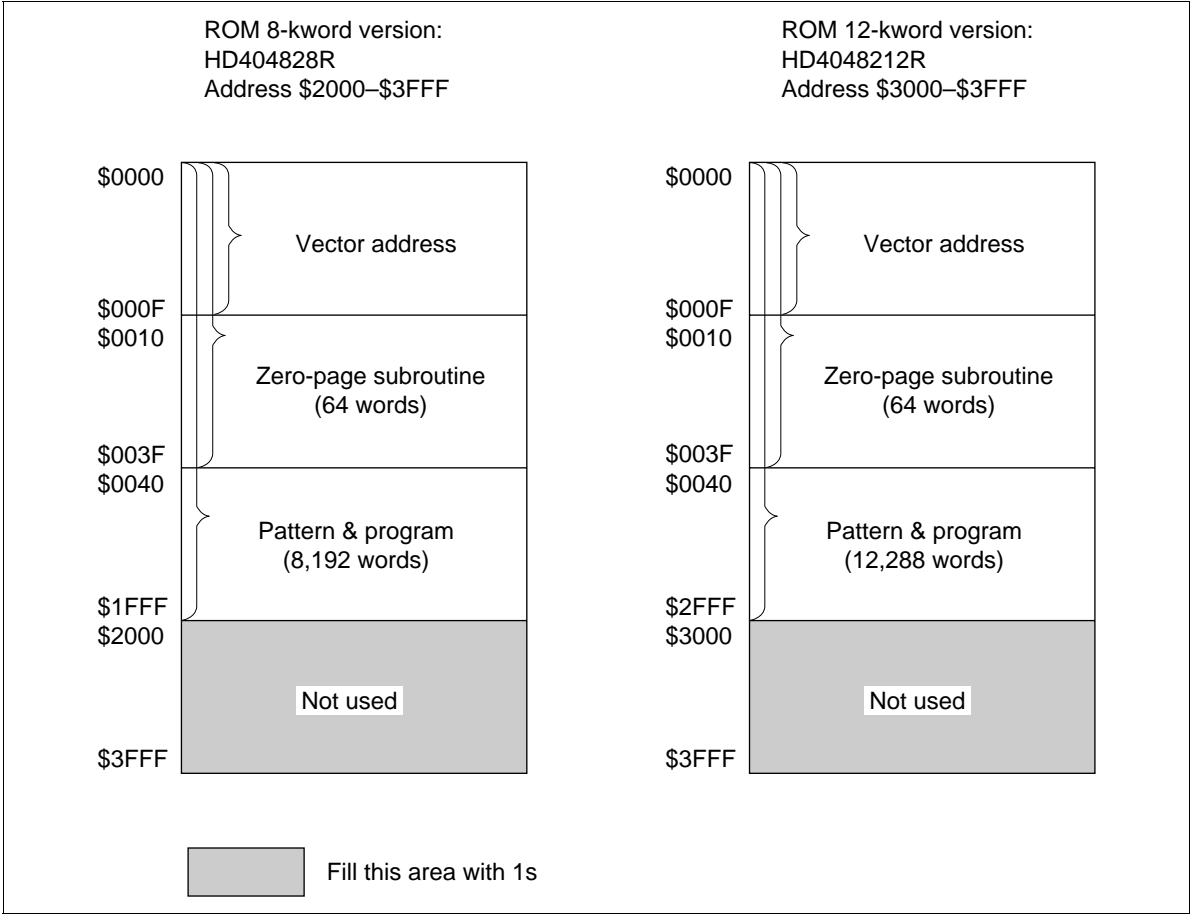 ROM 8-kword version:
HD404828R
Address $2000–$3FFF
$0000
Vector address
$000F
$0010
Zero-page subroutine
(64 words)
$003F
$0040
Pattern & program
(8,192 words)
$1FFF
$2000
Not used
$3FFF
ROM 12-kword version:
HD4048212R
Address $3000–$3FFF
$0000
Vector address
$000F
$0010
Zero-page subroutine
(64 words)
$003F
$0040
Pattern & program
(12,288 words)
$2FFF
$3000
Not used
$3FFF
Fill this area with 1s